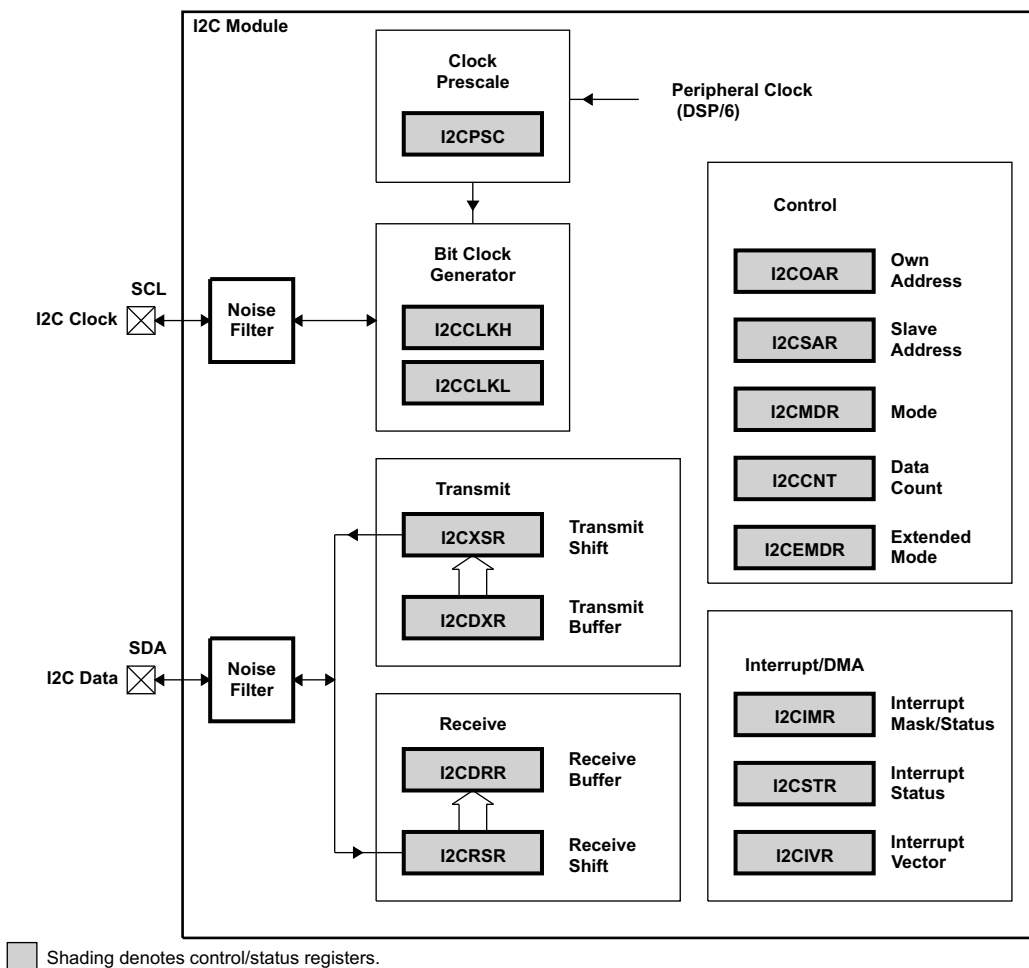 I2C Module
Clock
Prescale
I2CPSC
Peripheral Clock
(DSP/6)
Bit Clock
Generator
I2CCLKH
I2CCLKL
SCL
I2C Clock
Noise
Filter
Control
I2COAR
Own
Address
I2CSAR
Slave
Address
I2CMDR
Mode
I2CCNT
Data
Count
I2CEMDR
Extended
Mode
Transmit
I2CXSR
Transmit
Shift
I2CDXR
Transmit
Buffer
SDA
I2C Data
Noise
Filter
Receive
I2CDRR
Receive
Buffer
I2CRSR
Receive
Shift
Interrupt/DMA
I2CIMR
Interrupt
Mask/Status
I2CSTR
Interrupt
Status
I2CIVR
Interrupt
Vector
Shading denotes control/status registers.